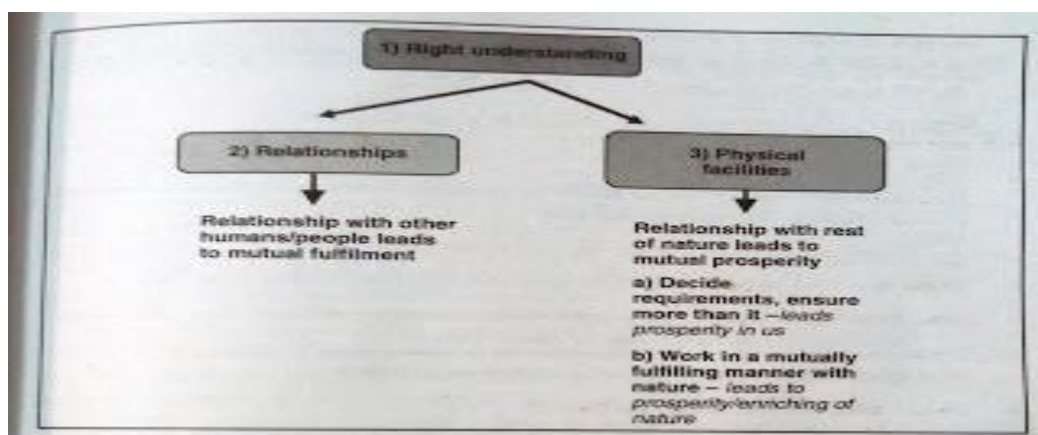 1) Right understanding
2) Relationships
Relationship with other
humans/people leads
to mutual fulfilment
3) Physical
facilities
Relationship with rest
of nature leads to
mutual prosperity
a) Decide
requirements, ensure
more than it –leads
prosperity in us
b) Work in a mutually
fulfilling manner with
nature – leads to
prosperity/enriching of
nature